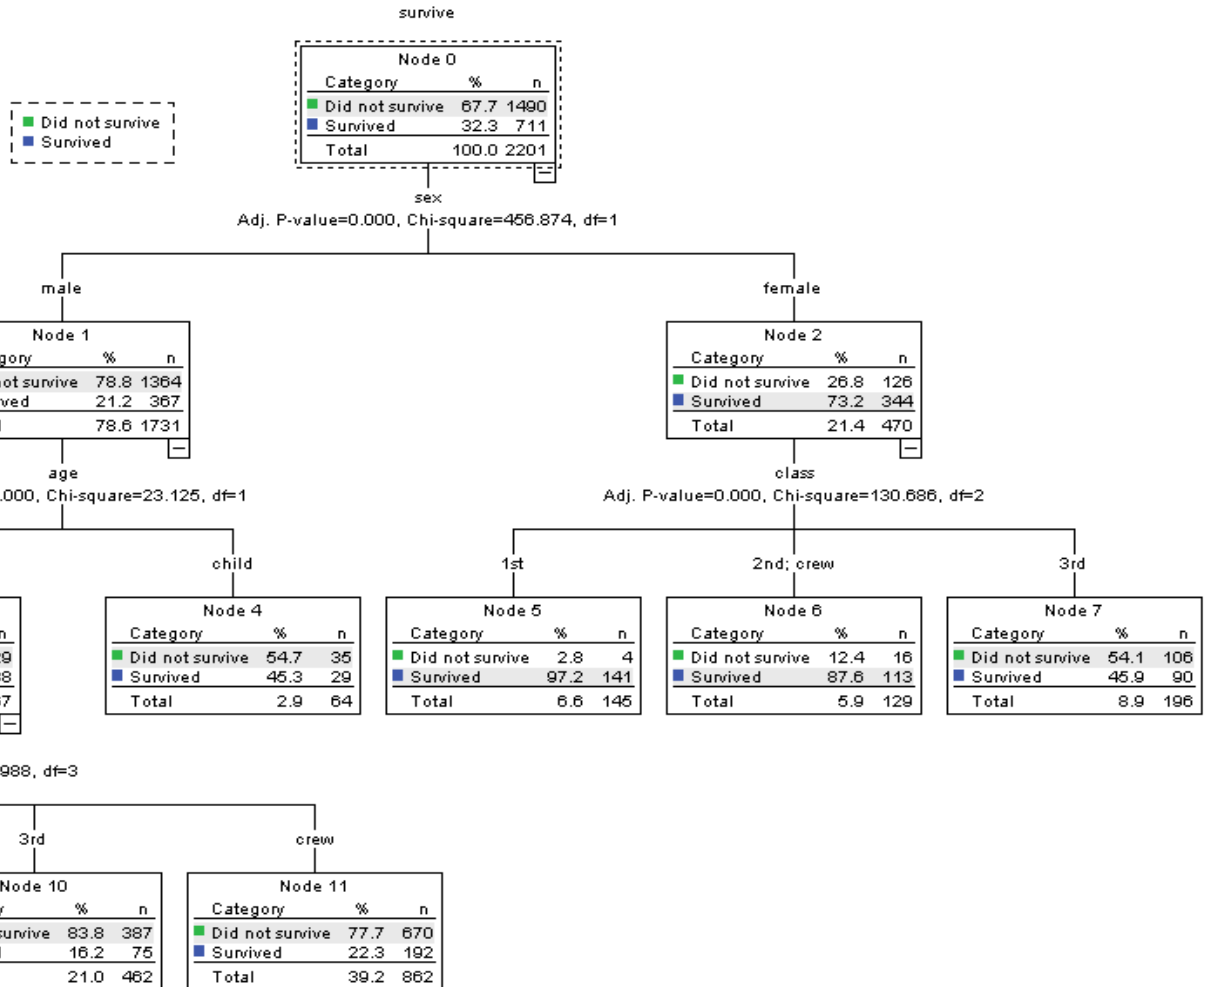 survive
Node 0
Category % n
Did not survive 67.7 1490
Survived 32.3 711
Total 100.0 2201
Did not survive
Survived
sex
Adj. P-value=0.000, Chi-square=456.874, df=1
male
female
Node 1
gory % n
not survive 78.8 1364
ved 21.2 367
78.6 1731
Node 2
Category % n
Did not survive 26.8 126
Survived 73.2 344
Total 21.4 470
age
.000, Chi-square=23.125, df=1
class
Adj. P-value=0.000, Chi-square=130.686, df=2
child
1st
2nd; crew
3rd
n
9
8
7
Node 4
Category % n
Did not survive 54.7 35
Survived 45.3 29
Total 2.9 64
Node 5
Category % n
Did not survive 2.8 4
Survived 97.2 141
Total 6.6 145
Node 6
Category % n
Did not survive 12.4 16
Survived 87.6 113
Total 5.9 129
Node 7
Category % n
Did not survive 54.1 106
Survived 45.9 90
Total 8.9 196
988, df=3
3rd
crew
Node 10
% n
survive 83.8 387
16.2 75
21.0 462
Node 11
Category % n
Did not survive 77.7 670
Survived 22.3 192
Total 39.2 862